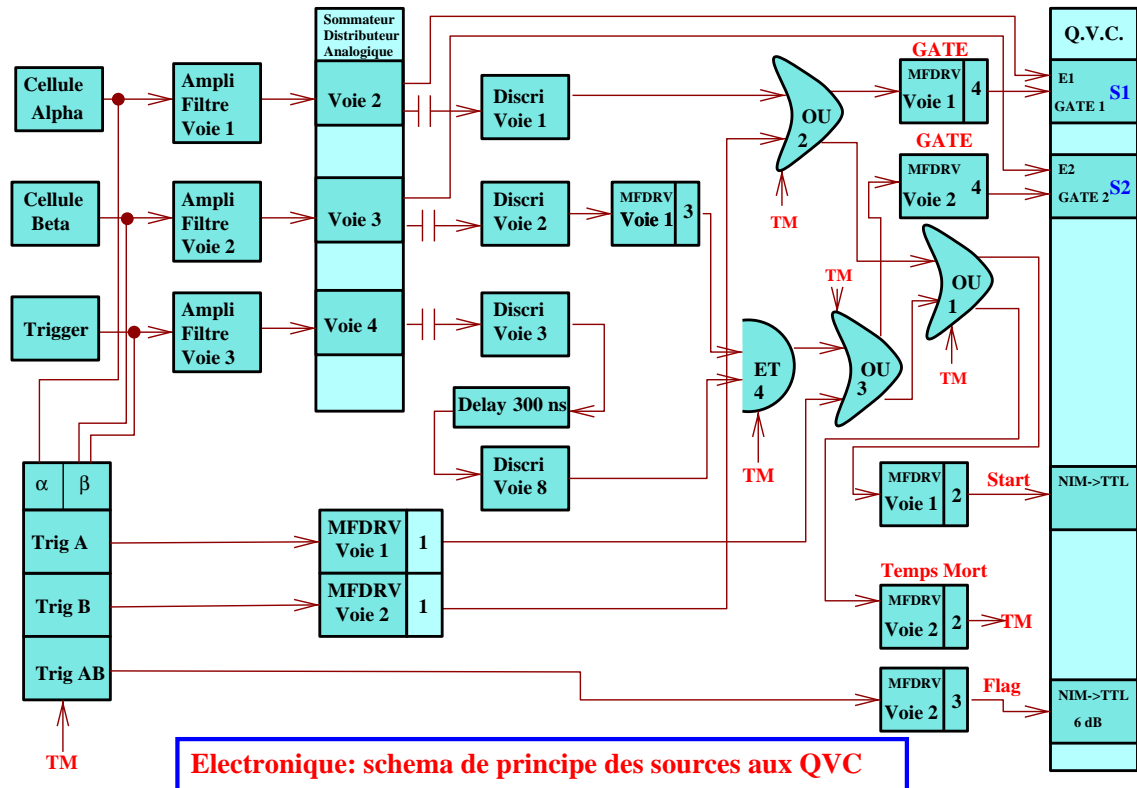 Sommateur
Distributeur
Analogique
Q.V.C.
Cellule
Alpha
Ampli
Filtre
Voie 1
Voie 2
Discri
Voie 1
OU
2
TM
GATE
MFDRV
Voie 1
4
E1
GATE 1
S1
GATE
MFDRV
Voie 2
4
E2
GATE 2
S2
Cellule
Beta
Ampli
Filtre
Voie 2
Voie 3
Discri
Voie 2
MFDRV
Voie 1
3
Trigger
Ampli
Filtre
Voie 3
Voie 4
Discri
Voie 3
TM
OU
1
TM
ET
4
TM
OU
3
Delay 300 ns
Discri
Voie 8
α
β
Trig A
Trig B
Trig AB
TM
MFDRV
Voie 1
1
MFDRV
Voie 2
1
MFDRV
Voie 1
2
Start
NIM->TTL
Temps Mort
MFDRV
Voie 2
2
TM
MFDRV
Voie 2
3
Flag
NIM->TTL
6 dB
Electronique: schema de principe des sources aux QVC